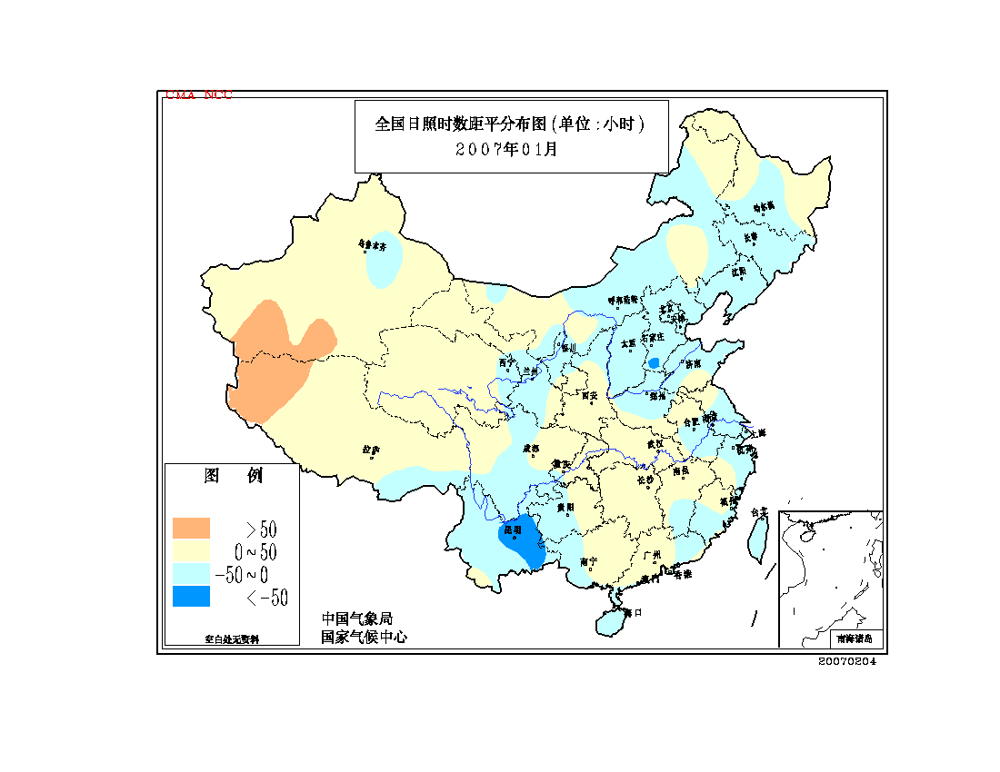 CMA NCC
全国日照时数距平分布图(单位:小时)
2007年01月
哈尔滨
长春
乌鲁木齐
沈阳
呼和浩特
北京
天津
银川
太原
石家庄
西宁
济南
兰州
西安
郑州
合肥
南京
上海
成都
武汉
杭州
拉萨
重庆
长沙
南昌
图 例
福州
贵阳
台北
>50
昆明
0~50
广州
南宁
-50~0
澳门
香港
<-50
海口
中国气象局
国家气候中心
空白处无资料
南海诸岛
20070204